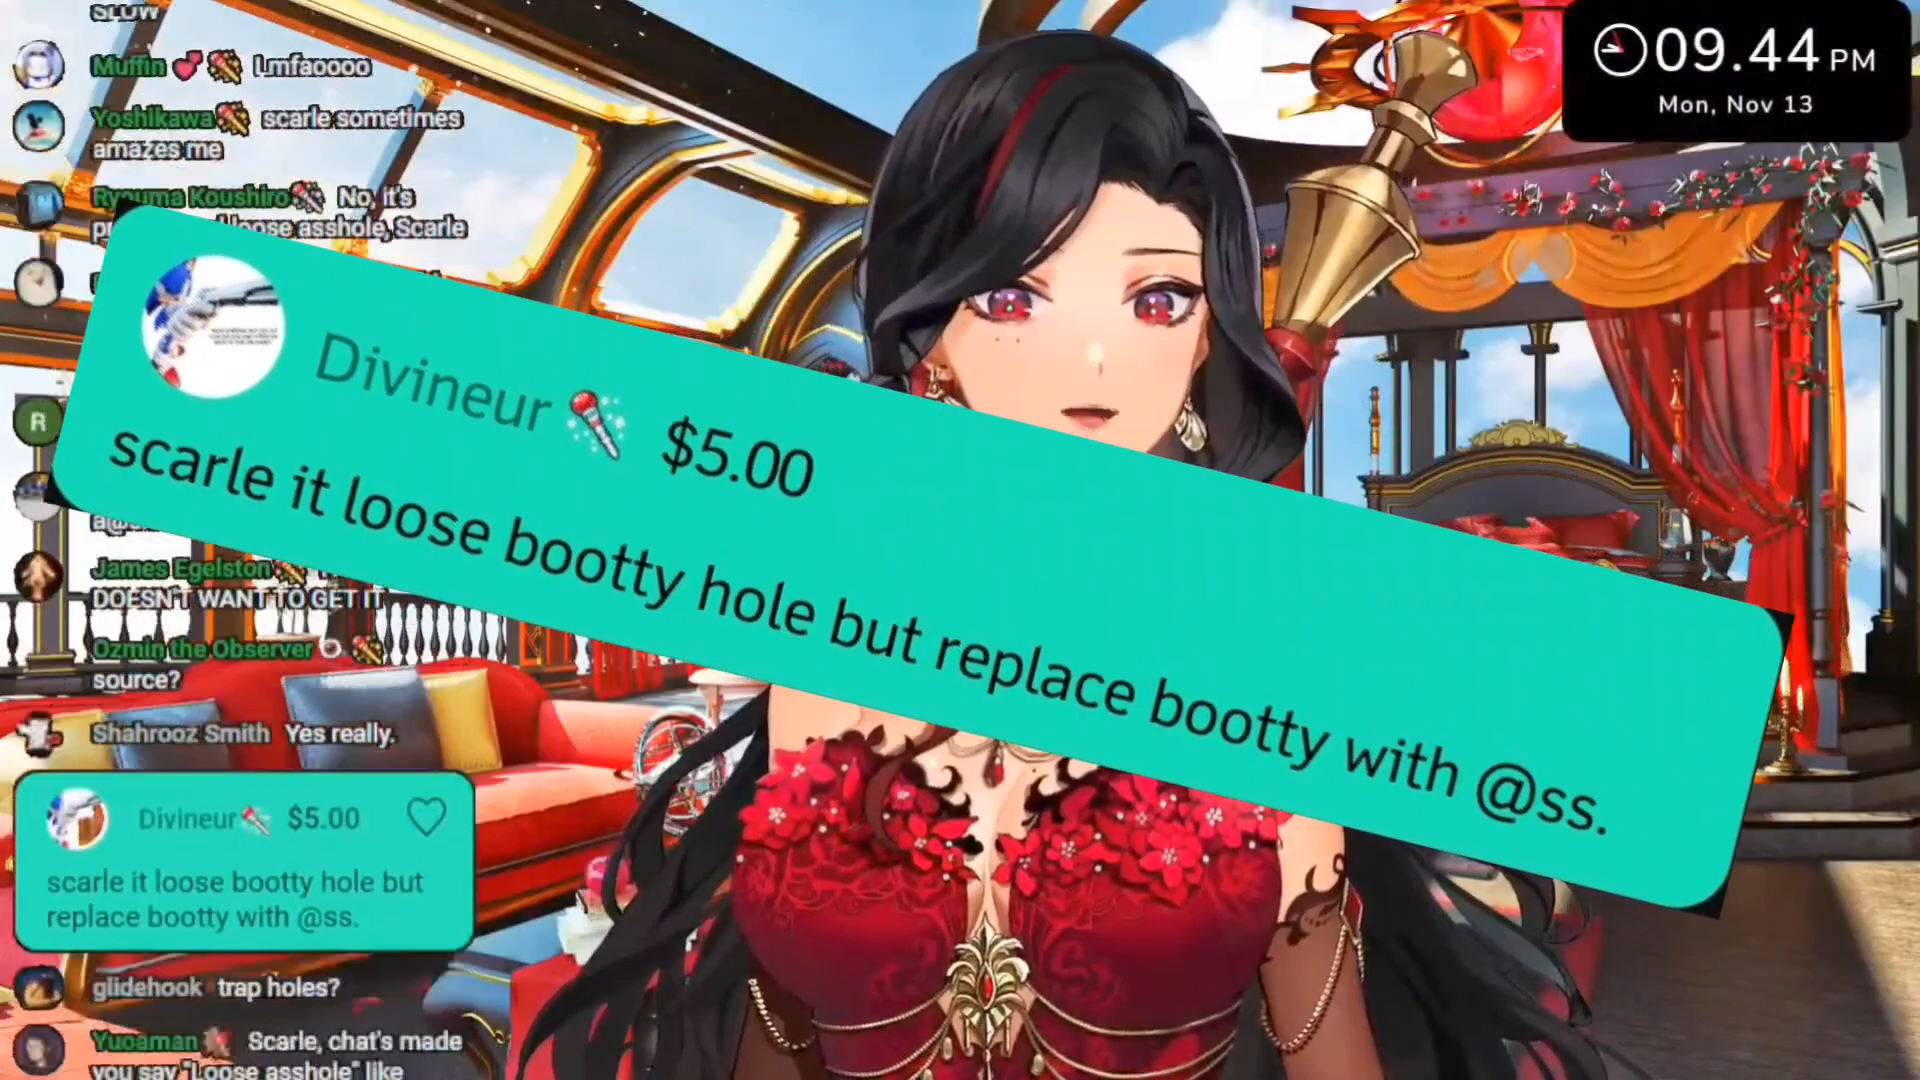 SLOW
Muffin Lmfaoooo
Yoshikawa scarle sometimes
amazes me
Ryouma Koushiro No, it's
loose asshole, Scarle
R
James Egelston
DOESN'T WANT TO GET IT
Ozmin the Observer
source?
Shahrooz Smith Yes really.
Divineur $5.00
scarle it loose bootty hole but
replace bootty with @ss.
glidehook trap holes?
Yuoaman Scarle, chat's made
you say "Loose asshole" like
Divineur $5.00
scarle it loose bootty hole but replace bootty with @ss.
09.44 PM
Mon, Nov 13